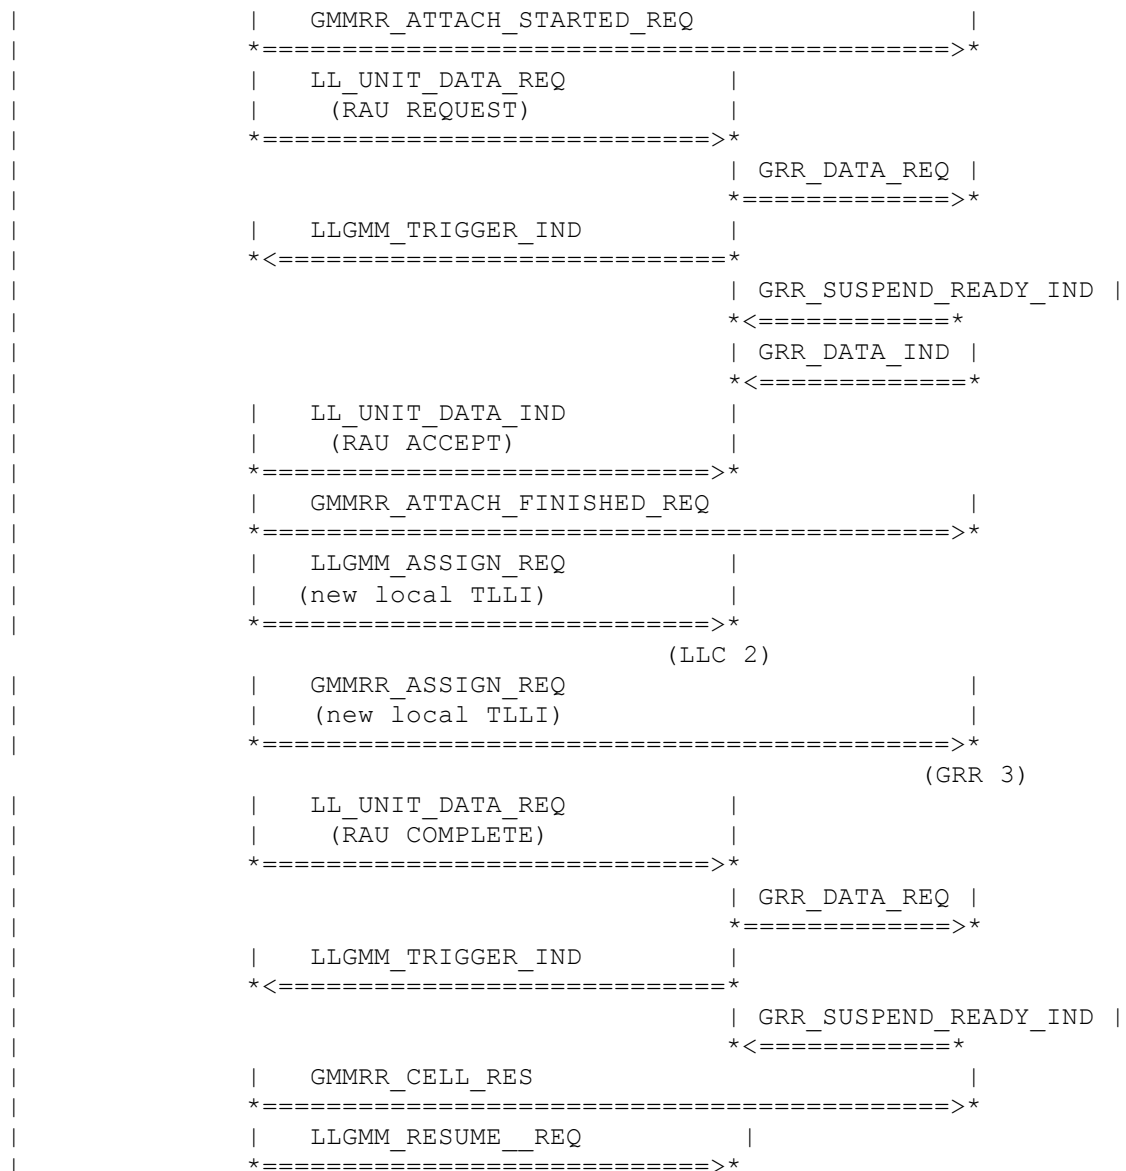 |              |   GMMRR_ATTACH_STARTED_REQ                 |
|              *===========================================>*
|              |   LL_UNIT_DATA_REQ          |
|              |    (RAU REQUEST)            |
|              *============================>*
|                                            | GRR_DATA_REQ |
|                                            *=============>*
|              |   LLGMM_TRIGGER_IND         |
|              *<============================*
|                                            | GRR_SUSPEND_READY_IND |
|                                            *<============*
|                                            | GRR_DATA_IND |
|                                            *<=============*
|              |   LL_UNIT_DATA_IND          |
|              |    (RAU ACCEPT)             |
|              *============================>*
|              |   GMMRR_ATTACH_FINISHED_REQ                |
|              *===========================================>*
|              |   LLGMM_ASSIGN_REQ          |
|              |  (new local TLLI)           |
|              *============================>*
(LLC 2)
|              |   GMMRR_ASSIGN_REQ                         |
|              |   (new local TLLI)                         |
|              *===========================================>*
(GRR 3)
|              |   LL_UNIT_DATA_REQ          |
|              |    (RAU COMPLETE)           |
|              *============================>*
|                                            | GRR_DATA_REQ |
|                                            *=============>*
|              |   LLGMM_TRIGGER_IND         |
|              *<============================*
|                                            | GRR_SUSPEND_READY_IND |
|                                            *<============*
|              |   GMMRR_CELL_RES                           |
|              *===========================================>*
|              |   LLGMM_RESUME__REQ          |
|              *============================>*